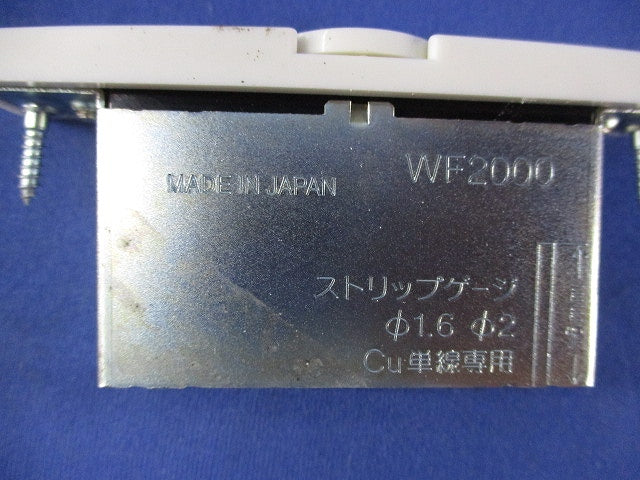 MADE IN JAPAN
WF2000
ストリップゲージ
φ1.6 φ2
Cu単線専用